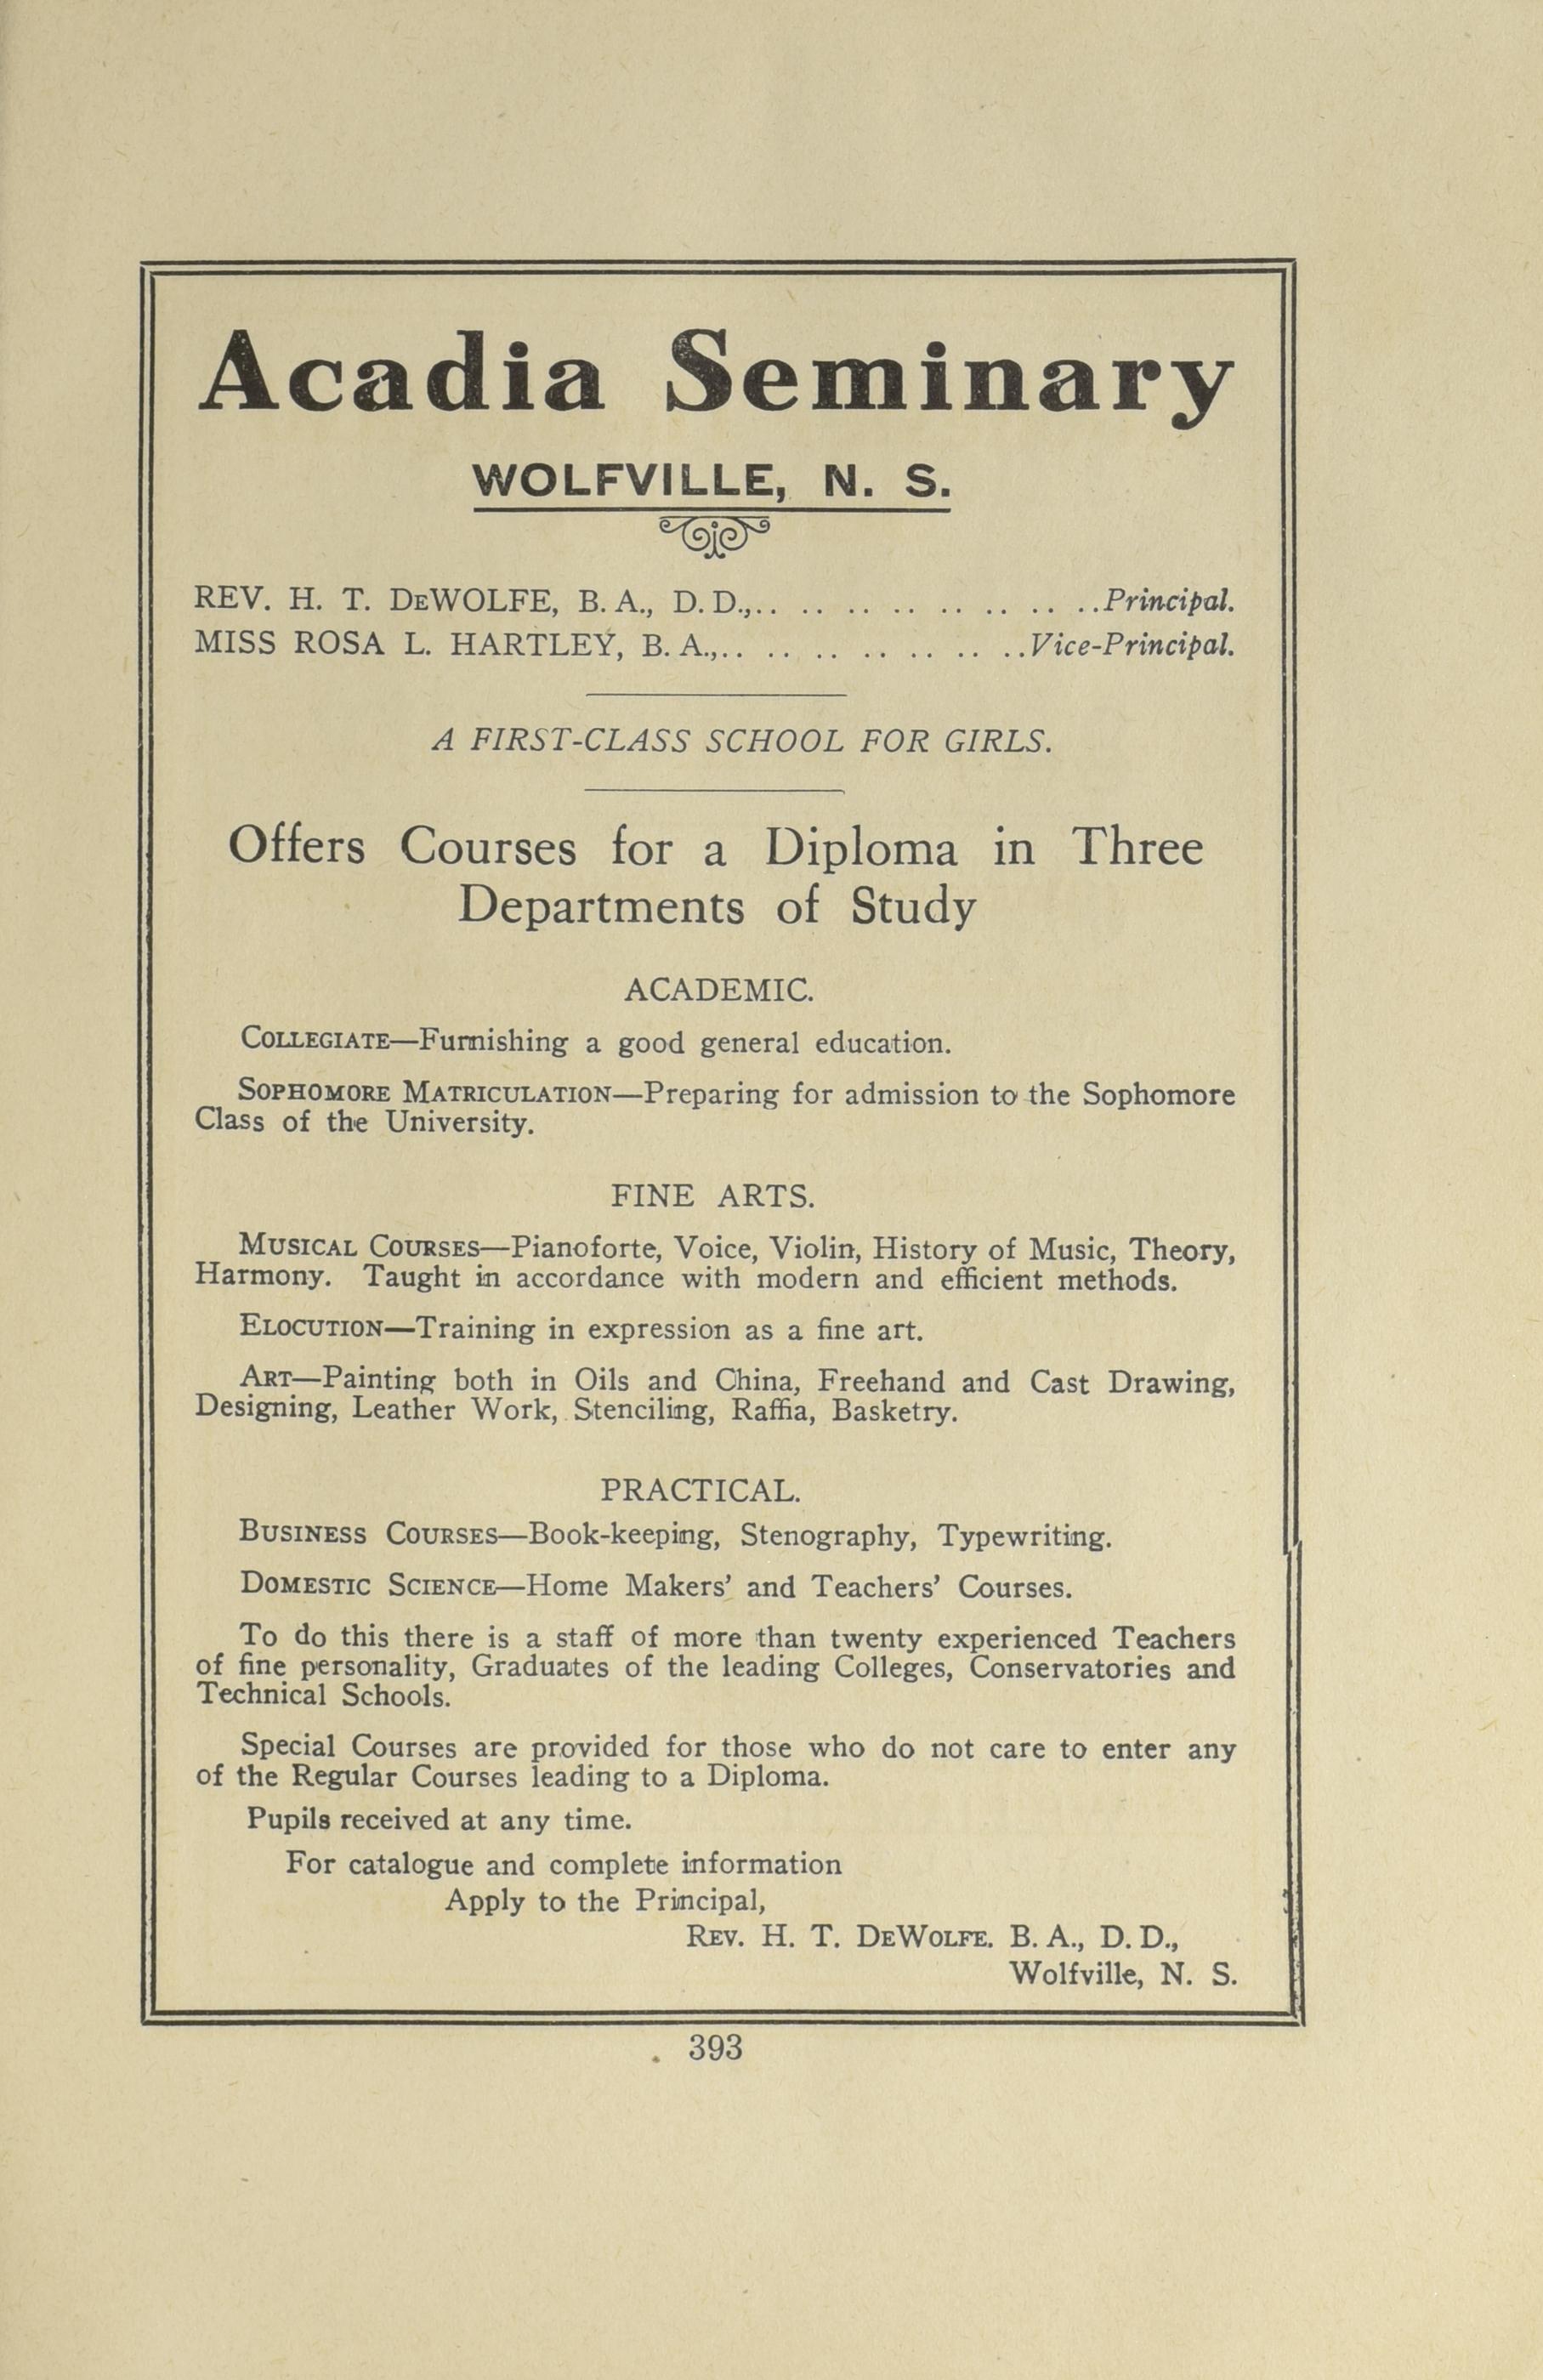 Acadia Seminary
WOLFVILLE, N. S.
REV. H. T. DEWOLFE, B. A., D. D.,.. .. .. .. .. .. .. ..Principal.
MISS ROSA L. HARTLEY, B. A.,.. .. .. .. .. .. ..Vice-Principal.
A FIRST-CLASS SCHOOL FOR GIRLS.
Offers Courses for a Diploma in Three
Departments of Study
ACADEMIC.
COLLEGIATE—Furnishing a good general education.
SOPHOMORE MATRICULATION—Preparing for admission to the Sophomore
Class of the University.
FINE ARTS.
MUSICAL COURSES—Pianoforte, Voice, Violin, History of Music, Theory,
Harmony. Taught in accordance with modern and efficient methods.
ELOCUTION—Training in expression as a fine art.
ART—Painting both in Oils and China, Freehand and Cast Drawing,
Designing, Leather Work, Stenciling, Raffia, Basketry.
PRACTICAL.
BUSINESS COURSES—Book-keeping, Stenography, Typewriting.
DOMESTIC SCIENCE—Home Makers' and Teachers' Courses.
To do this there is a staff of more than twenty experienced Teachers
of fine personality, Graduates of the leading Colleges, Conservatories and
Technical Schools.
Special Courses are provided for those who do not care to enter any
of the Regular Courses leading to a Diploma.
Pupils received at any time.
For catalogue and complete information
Apply to the Principal,
REV. H. T. DEWOLFE. B. A., D. D.,
Wolfville, N. S.
393